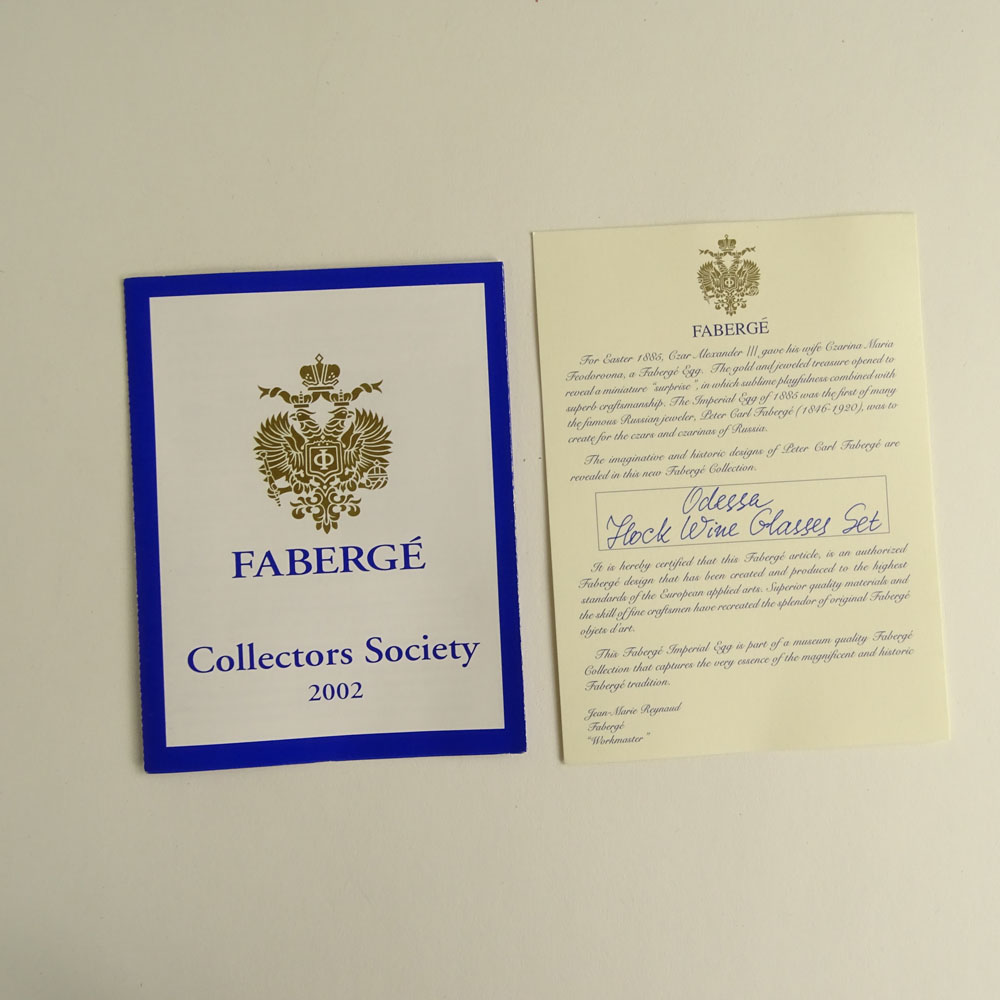 Ф
FABERGÉ
Collectors Society
2002
Ф
FABERGÉ
For Easter 1885, Czar Alexander III gave his wife Czarina Maria
Feodorovna, a Fabergé Egg. The gold and jeweled treasure opened to
reveal a miniature "surprise", in which sublime playfulness combined with
superb craftsmanship. The Imperial Egg of 1885 was the first of many
the famous Russian jeweler, Peter Carl Fabergé (1846-1920), was to
create for the czars and czarinas of Russia.
The imaginative and historic designs of Peter Carl Fabergé are
revealed in this new Fabergé Collection.
Odessa
Hock Wine Glasses Set
It is hereby certified that this Fabergé article, is an authorized
Fabergé design that has been created and produced to the highest
standards of the European applied arts. Superior quality materials and
the skill of fine craftsmen have recreated the splendor of original Fabergé
objets d'art.
This Fabergé Imperial Egg is part of a museum quality Fabergé
Collection that captures the very essence of the magnificent and historic
Fabergé tradition.
Jean-Marie Reynaud
Fabergé
"Workmaster"